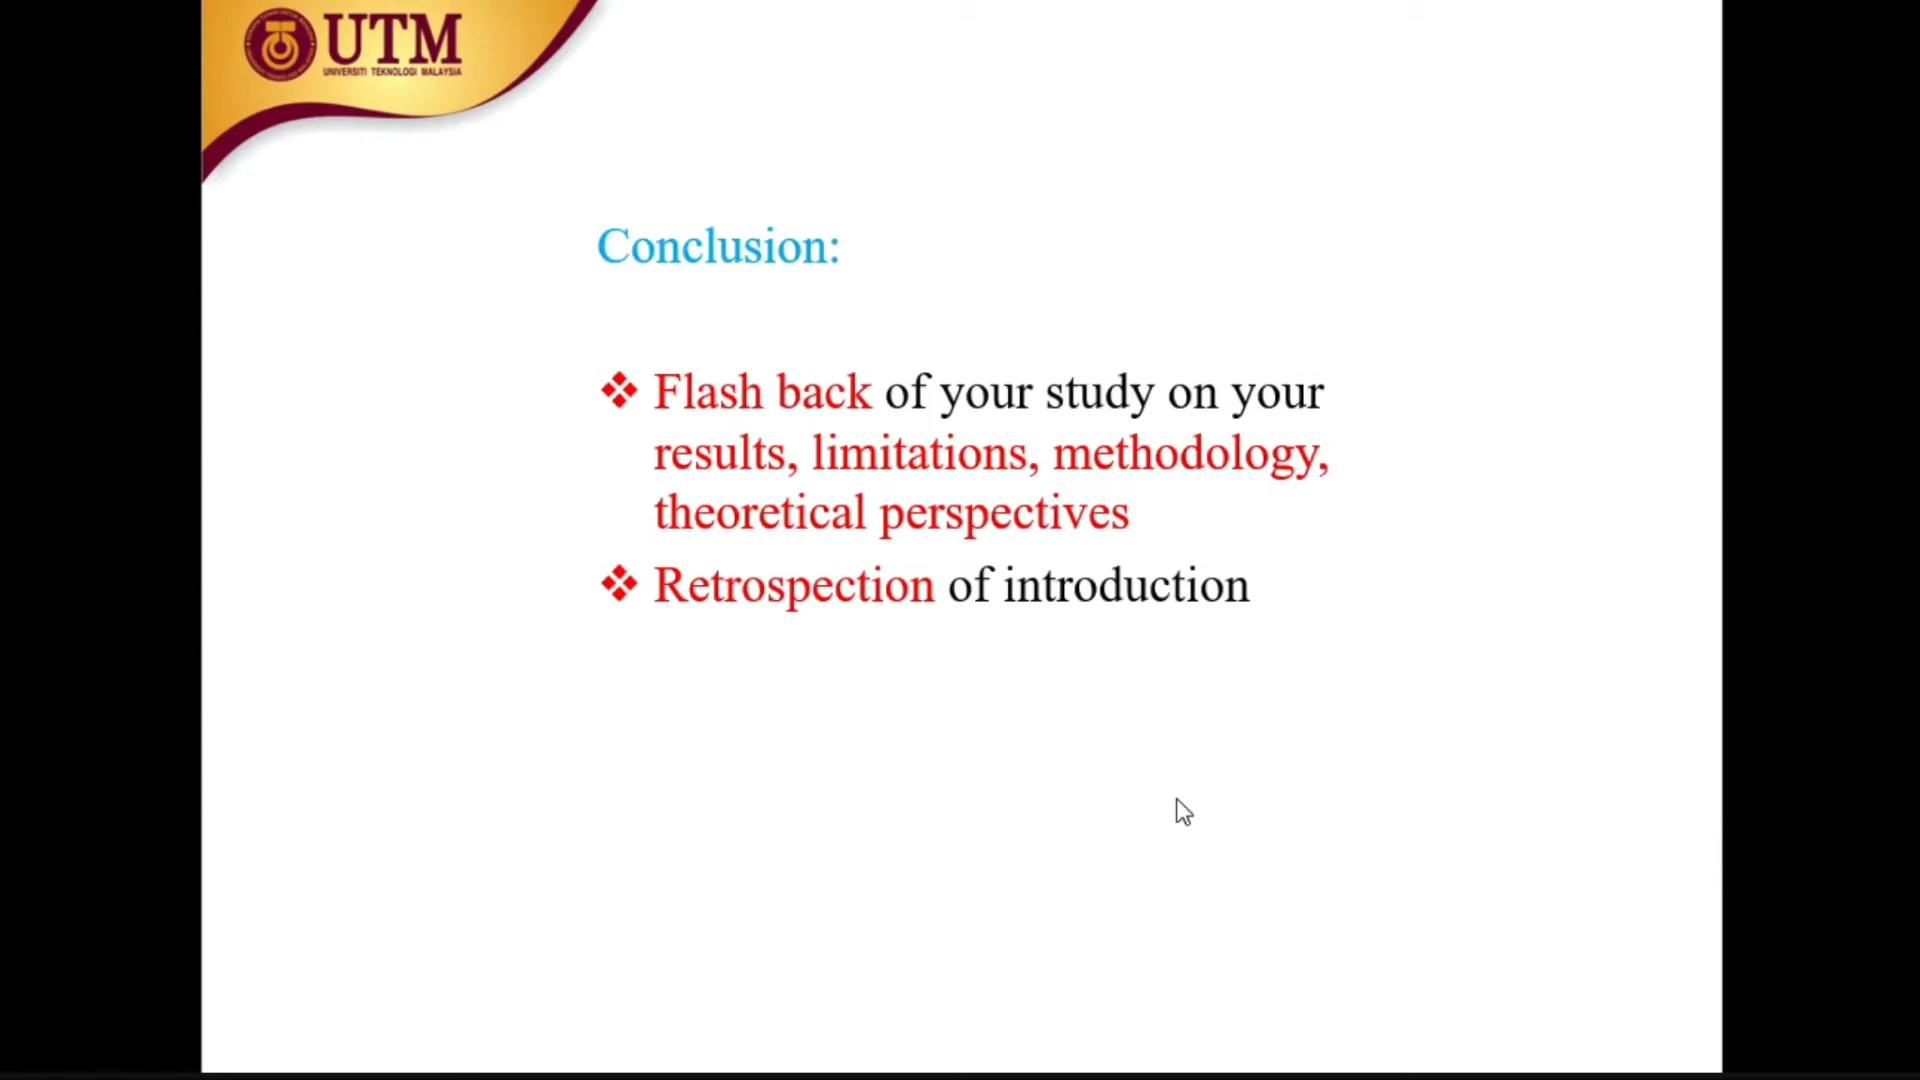 UTM
UNIVERSITI TEKNOLOGI MALAYSIA
Conclusion:
❖ Flash back of your study on your
results, limitations, methodology,
theoretical perspectives
❖ Retrospection of introduction